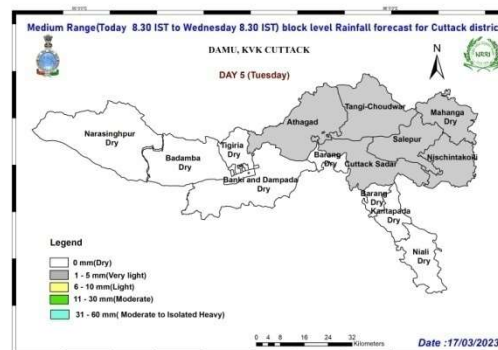 Medium Range(Today 8.30 IST to Wednesday 8.30 IST) block level Rainfall forecast for Cuttack district
DAMU, KVK CUTTACK
NRRI
N
DAY 5 (Tuesday)
Tangi-Choudwar
Mahanga
Dry
Athagad
Narasinghpur
Dry
Salepur
Tigiria
Dry
Badamba
Dry
Barang
Dry
Nischintakoili
Cuttack Sadar
Banki and Dampada
Dry
Barang
Dry
Kantapada
Dry
Niali
Dry
Legend
0 mm(Dry)
1 - 5 mm(Very light)
6 - 10 mm(Light)
11 - 30 mm(Moderate)
31 - 60 mm( Moderate to Isolated Heavy)
0 4 8 16 24 32
Kilometers
Date :17/03/2023